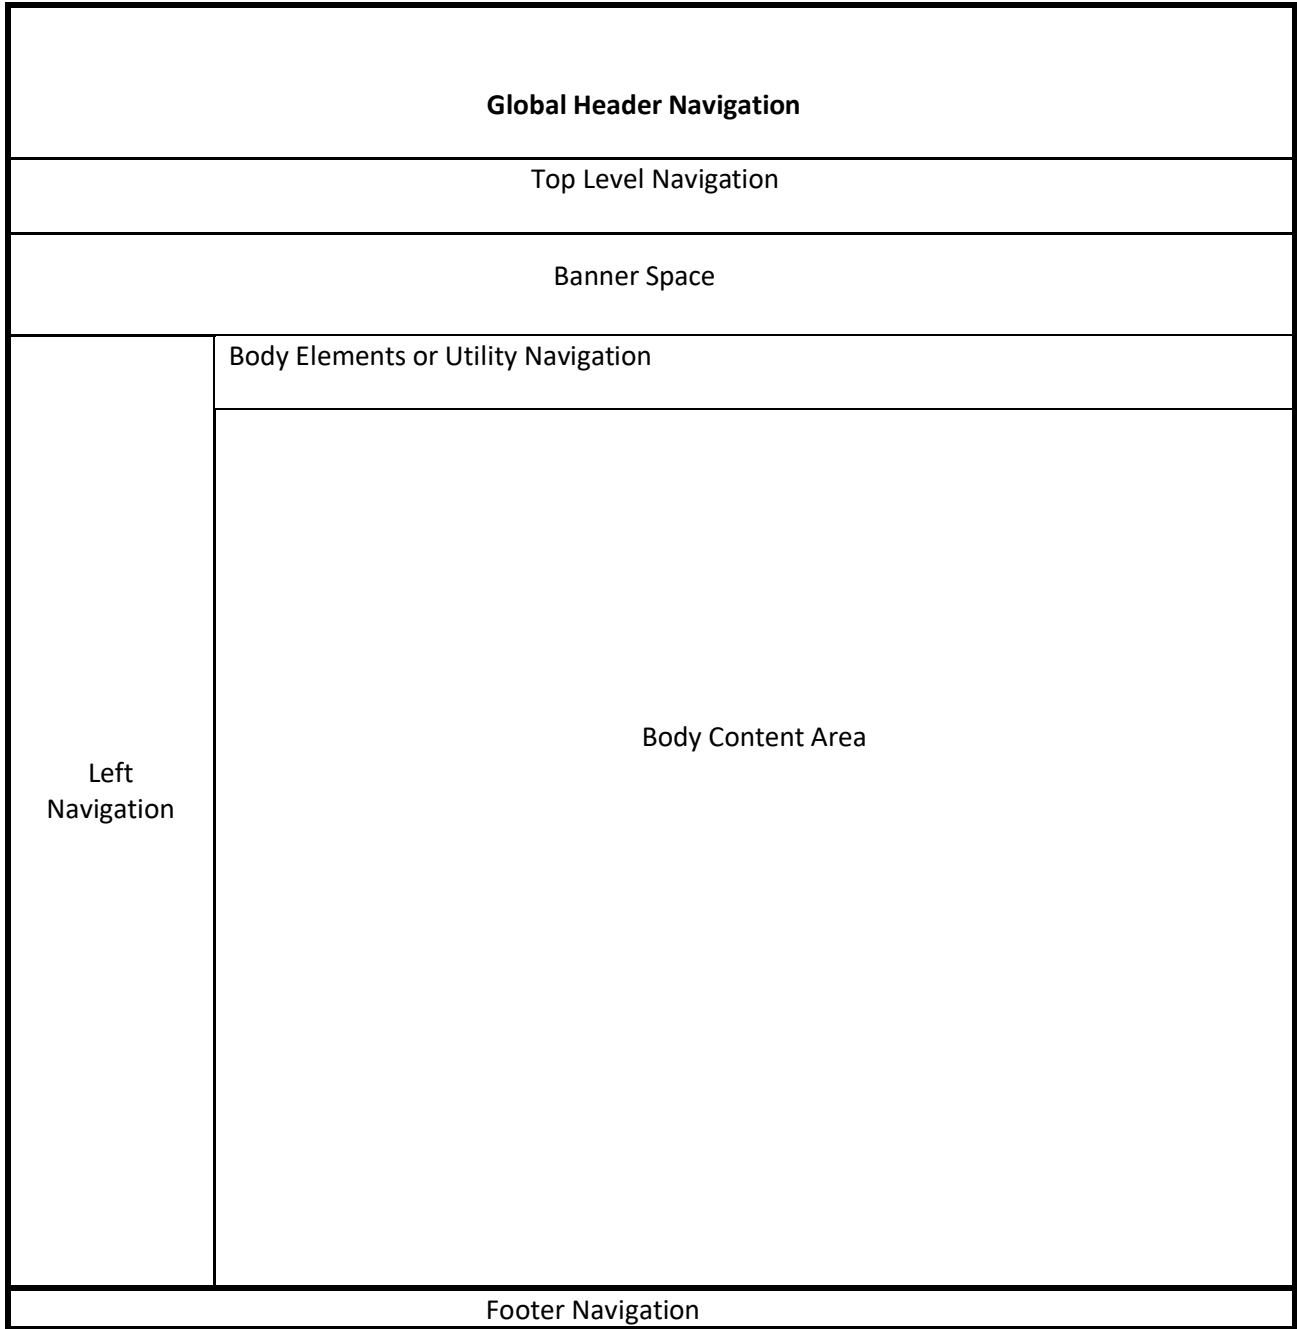 Global Header Navigation
Top Level Navigation
Banner Space
Body Elements or Utility Navigation
Left
Navigation
Body Content Area
Footer Navigation